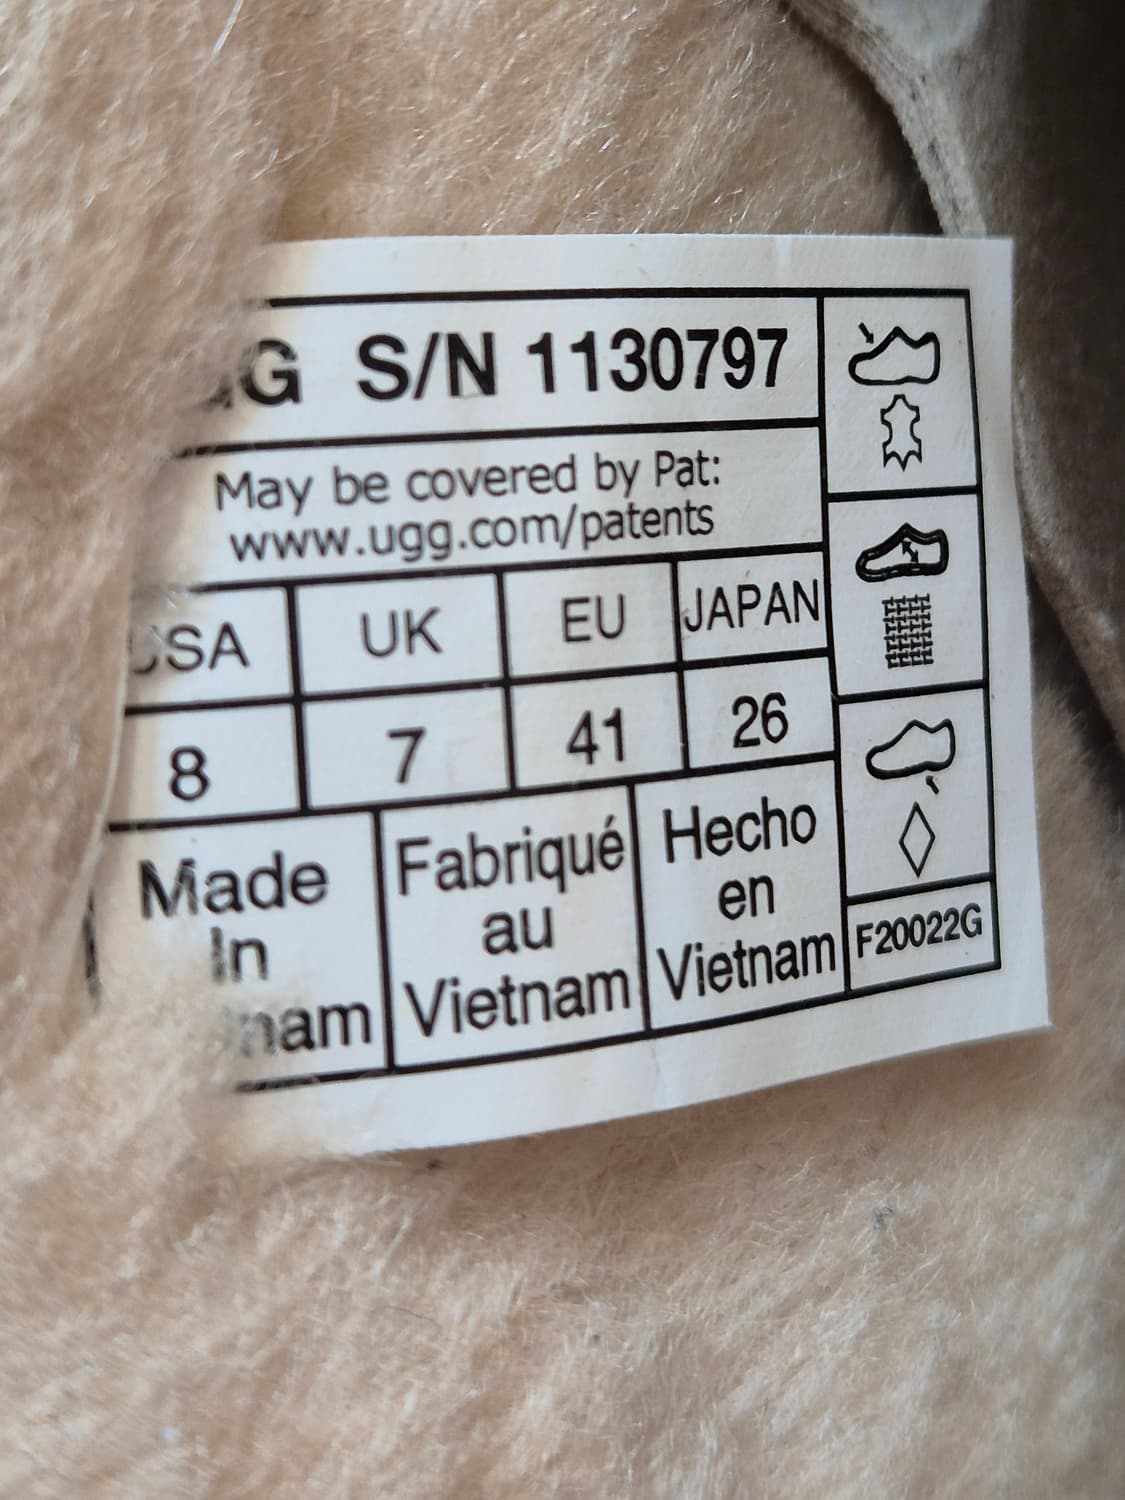 G S/N 1130797
May be covered by Pat:
www.ugg.com/patents
USA UK EU JAPAN
8 7 41 26
Made In
Fabriqué au Vietnam
Hecho en Vietnam
F20022G